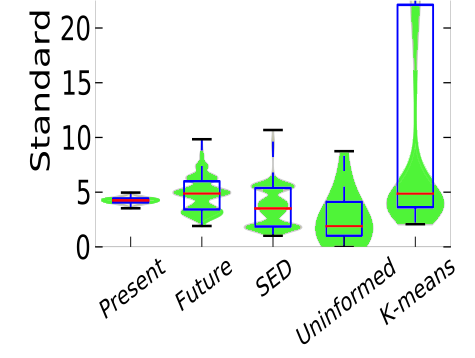 Standard
20
15
10
5
0
Present
Future
SED
Uninformed
K-means